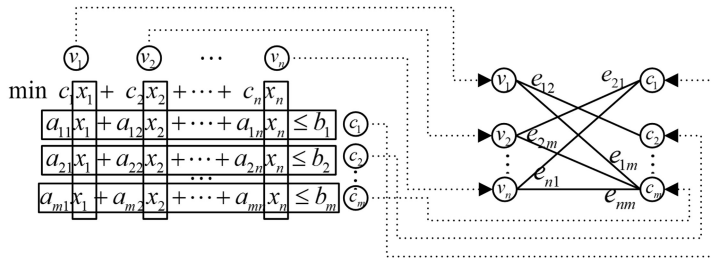 v₁ v₂ ⋯ vₙ
min c₁x₁ + c₂x₂ + ⋯ + cₙxₙ
a₁₁x₁ + a₁₂x₂ + ⋯ + a₁ₙxₙ ≤ b₁ c₁
a₂₁x₁ + a₂₂x₂ + ⋯ + a₂ₙxₙ ≤ b₂ c₂
⋯ ⋮
aₘ₁x₁ + aₘ₂x₂ + ⋯ + aₘₙxₙ ≤ bₘ cₘ
v₁ e₁₂ e₂₁ c₁
v₂ e₂ₘ c₂
⋮ e₁ₘ ⋮
vₙ eₙ₁ eₙₘ cₘ